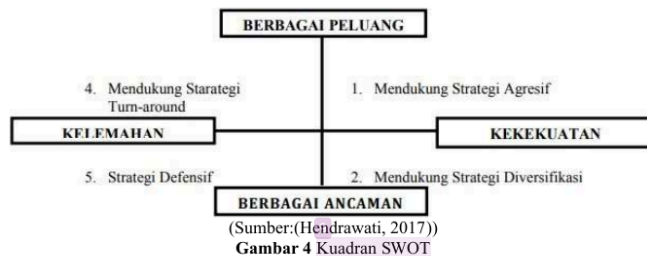 BERBAGAI PELUANG
4. Mendukung Starategi
Turn-around
1. Mendukung Strategi Agresif
KELEMAHAN
KEKEKUATAN
5. Strategi Defensif
2. Mendukung Strategi Diversifikasi
BERBAGAI ANCAMAN
(Sumber:(Hendrawati, 2017))
Gambar 4 Kuadran SWOT